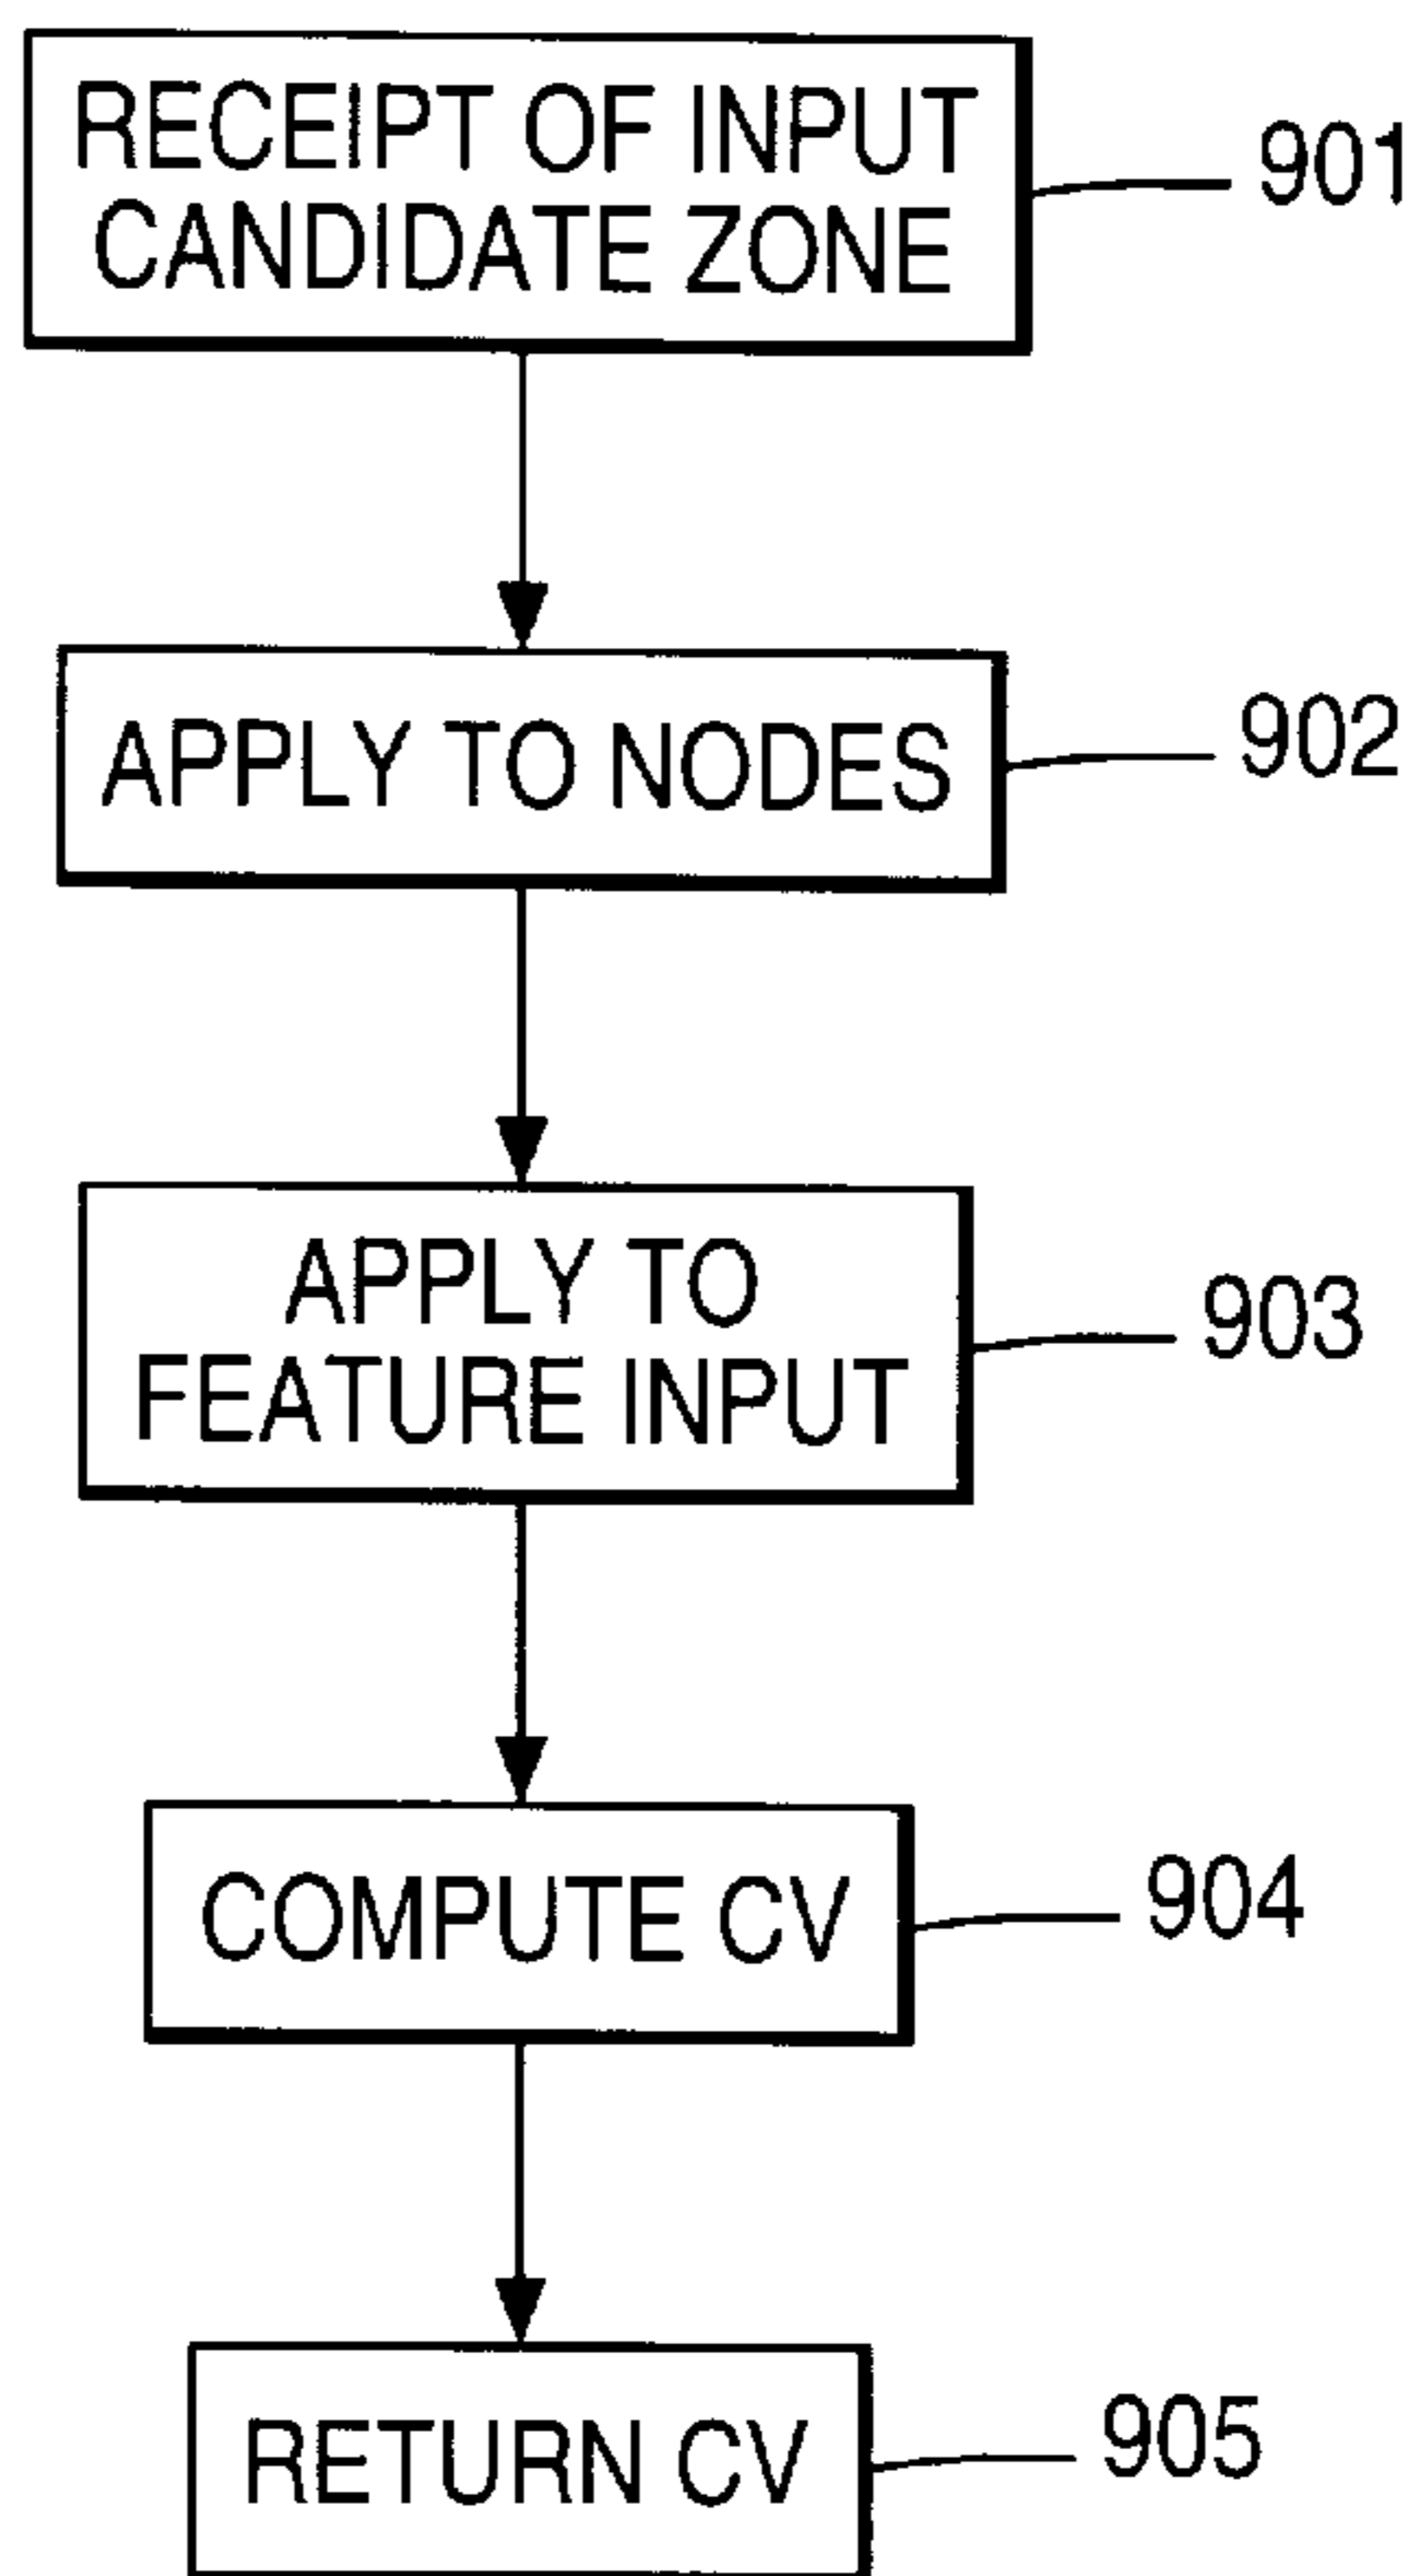 RECEIPT OF INPUT
CANDIDATE ZONE
901
APPLY TO NODES
902
APPLY TO
FEATURE INPUT
903
COMPUTE CV
904
RETURN CV
905